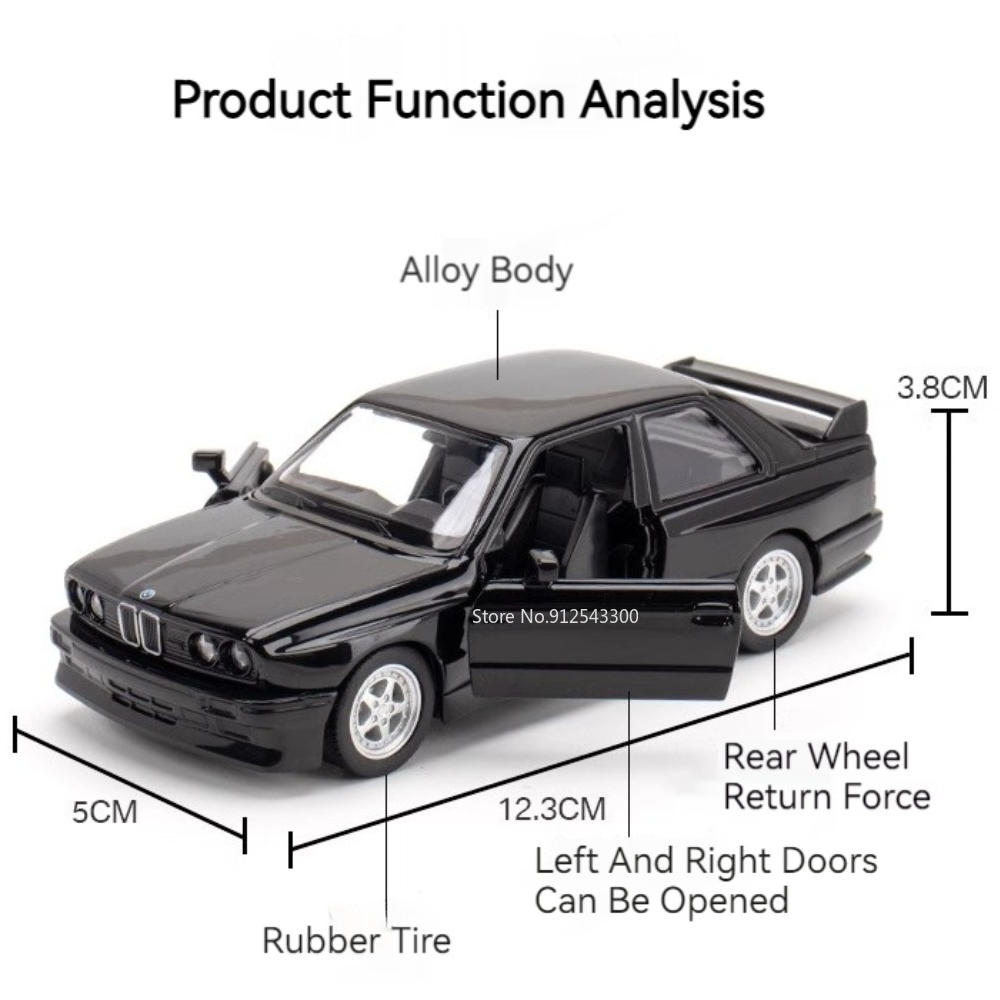 Product Function Analysis
Alloy Body
3.8CM
Store No.912543300
Rear Wheel
Return Force
5CM
12.3CM
Left And Right Doors
Can Be Opened
Rubber Tire